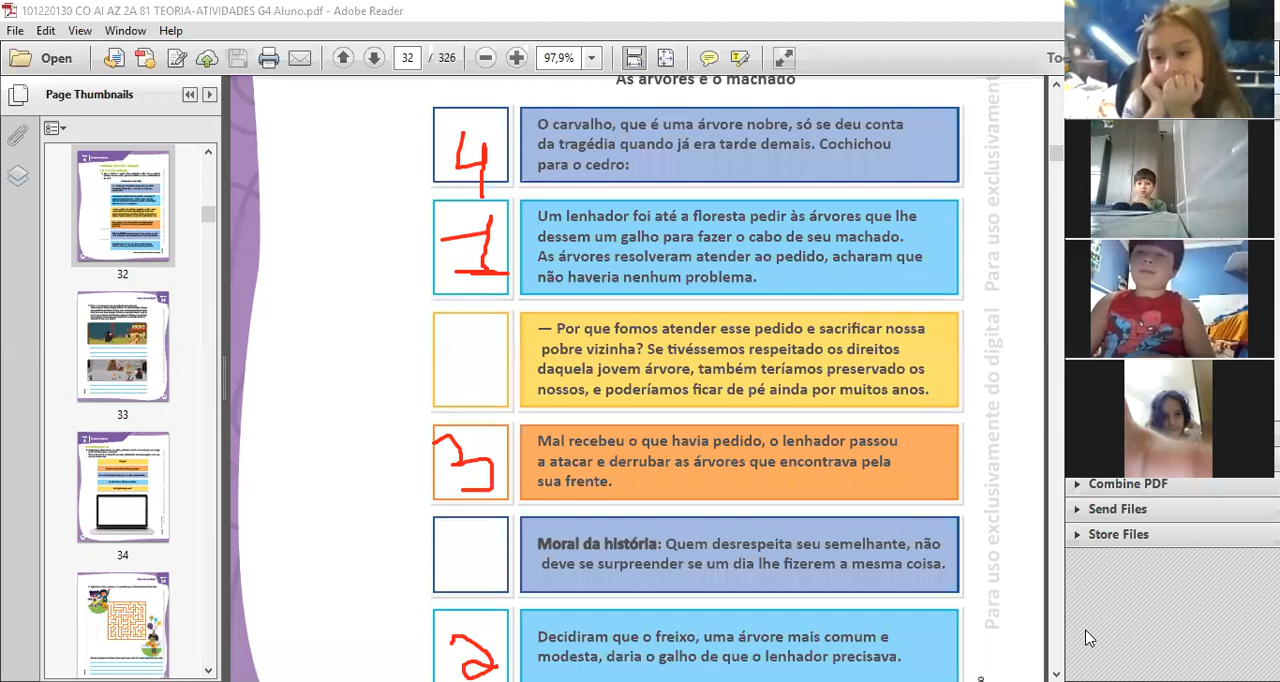 101220130 CO AI AZ 2A 81 TEORIA-ATIVIDADES G4 Aluno.pdf - Adobe Reader
File Edit View Window Help
Open
32 / 326
97,9%
To
Page Thumbnails
32
33
34
As árvores e o machado
4
O carvalho, que é uma árvore nobre, só se deu conta
da tragédia quando já era tarde demais. Cochichou
para o cedro:
1
Um lenhador foi até a floresta pedir às árvores que lhe
dessem um galho para fazer o cabo de seu machado.
As árvores resolveram atender ao pedido, acharam que
não haveria nenhum problema.
— Por que fomos atender esse pedido e sacrificar nossa
pobre vizinha? Se tivéssemos respeitado os direitos
daquela jovem árvore, também teríamos preservado os
nossos, e poderíamos ficar de pé ainda por muitos anos.
3
Mal recebeu o que havia pedido, o lenhador passou
a atacar e derrubar as árvores que encontrava pela
sua frente.
Moral da história: Quem desrespeita seu semelhante, não
deve se surpreender se um dia lhe fizerem a mesma coisa.
2
Decidiram que o freixo, uma árvore mais comum e
modesta, daria o galho de que o lenhador precisava.
Para uso exclusivamente do digital
Para uso exclusivament
Combine PDF
Send Files
Store Files